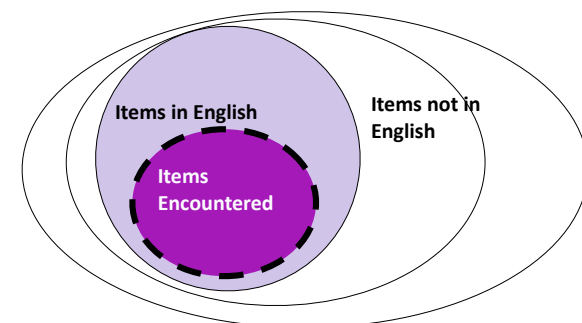 Items in English
Items not in
English
Items
Encountered